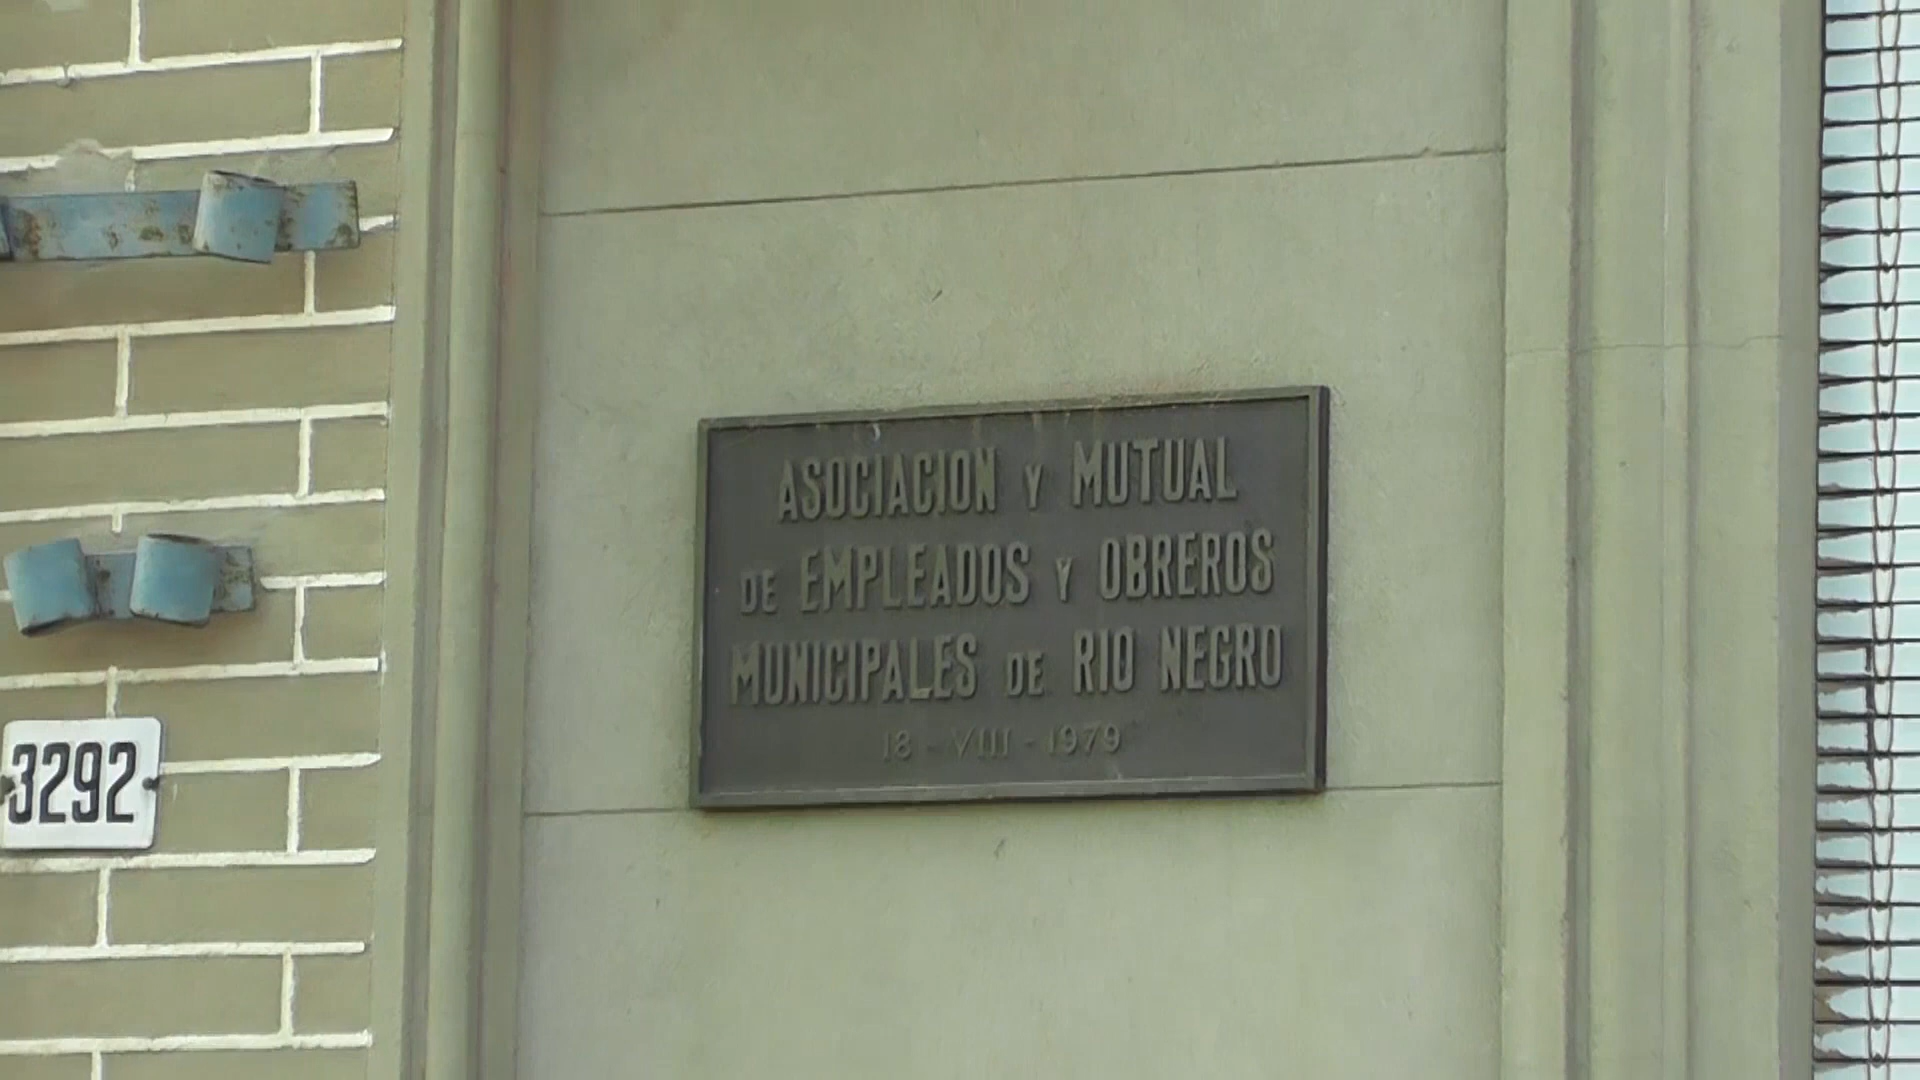 ASOCIACION Y MUTUAL
DE EMPLEADOS Y OBREROS
MUNICIPALES DE RIO NEGRO
18 - VIII - 1979
3292